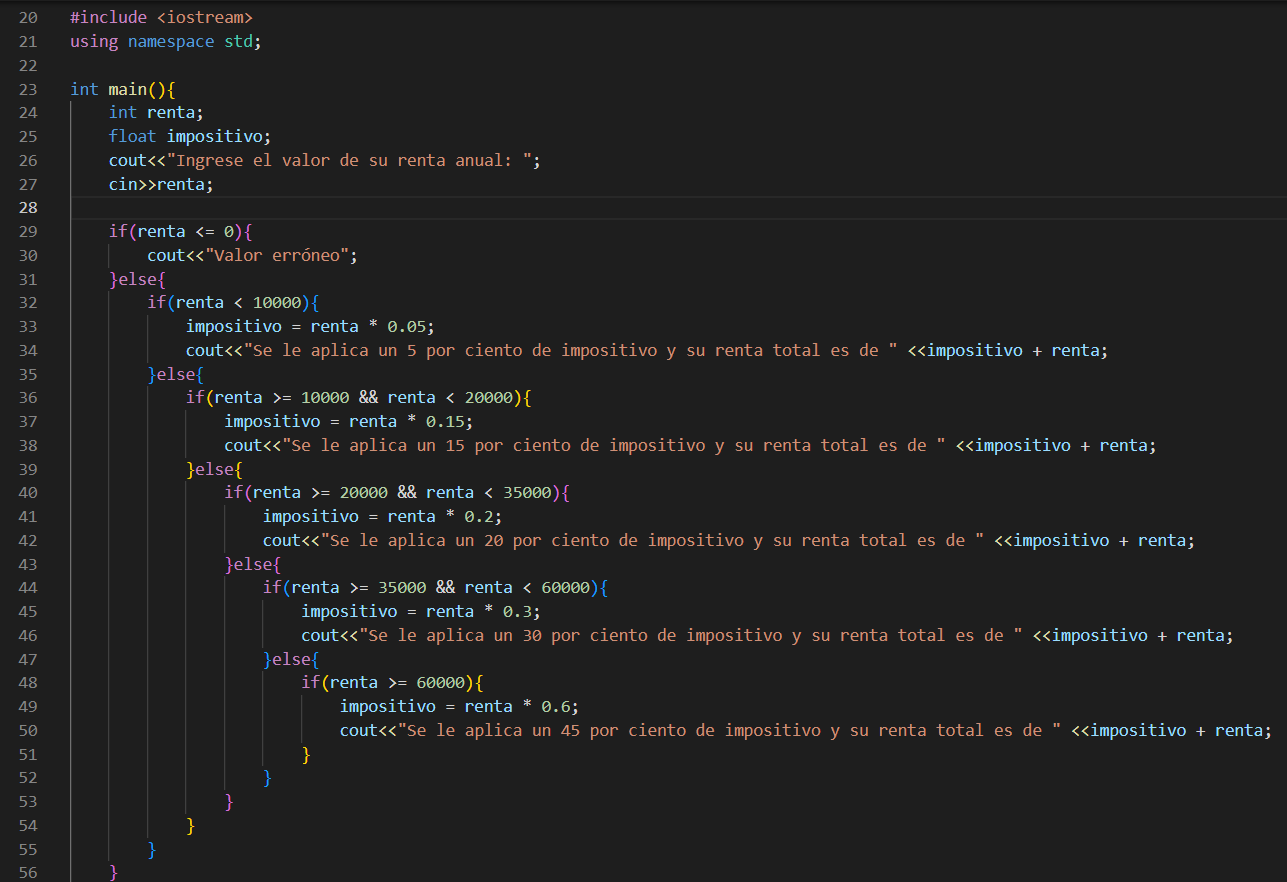 20 #include <iostream>
21 using namespace std;
22
23 int main(){
24     int renta;
25     float impositivo;
26     cout<<"Ingrese el valor de su renta anual: ";
27     cin>>renta;
28
29     if(renta <= 0){
30         cout<<"Valor erróneo";
31     }else{
32         if(renta < 10000){
33             impositivo = renta * 0.05;
34             cout<<"Se le aplica un 5 por ciento de impositivo y su renta total es de " <<impositivo + renta;
35         }else{
36             if(renta >= 10000 && renta < 20000){
37                 impositivo = renta * 0.15;
38                 cout<<"Se le aplica un 15 por ciento de impositivo y su renta total es de " <<impositivo + renta;
39             }else{
40                 if(renta >= 20000 && renta < 35000){
41                     impositivo = renta * 0.2;
42                     cout<<"Se le aplica un 20 por ciento de impositivo y su renta total es de " <<impositivo + renta;
43                 }else{
44                     if(renta >= 35000 && renta < 60000){
45                         impositivo = renta * 0.3;
46                         cout<<"Se le aplica un 30 por ciento de impositivo y su renta total es de " <<impositivo + renta;
47                     }else{
48                         if(renta >= 60000){
49                             impositivo = renta * 0.6;
50                             cout<<"Se le aplica un 45 por ciento de impositivo y su renta total es de " <<impositivo + renta;
51                         }
52                     }
53                 }
54             }
55         }
56     }